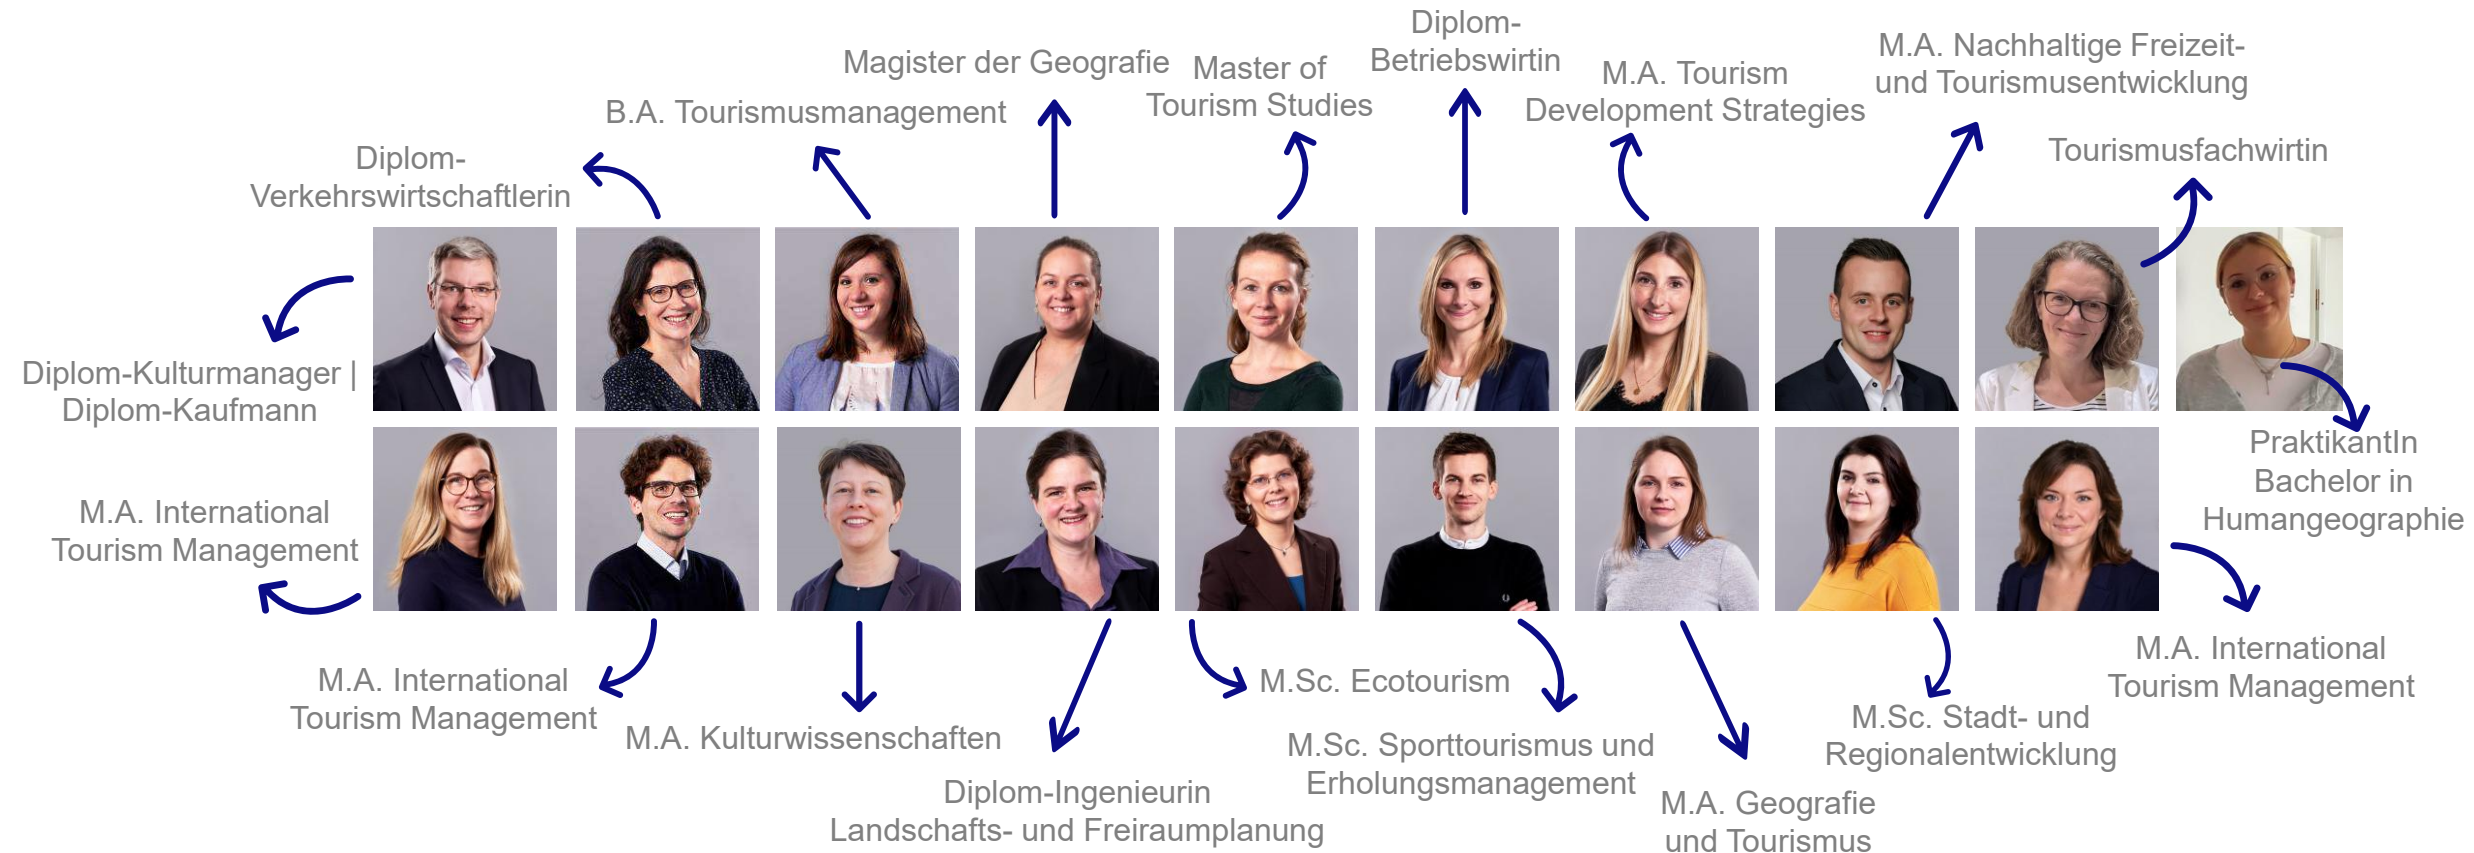 Diplom-
Betriebswirtin
M.A. Nachhaltige Freizeit-
und Tourismusentwicklung
Magister der Geografie
Master of
Tourism Studies
M.A. Tourism
Development Strategies
B.A. Tourismusmanagement
Diplom-
Verkehrswirtschaftlerin
Tourismusfachwirtin
Diplom-Kulturmanager |
Diplom-Kaufmann
PraktikantIn
Bachelor in
Humangeographie
M.A. International
Tourism Management
M.A. International
Tourism Management
M.A. Kulturwissenschaften
Diplom-Ingenieurin
Landschafts- und Freiraumplanung
M.Sc. Ecotourism
M.Sc. Sporttourismus und
Erholungsmanagement
M.A. Geografie
und Tourismus
M.Sc. Stadt- und
Regionalentwicklung
M.A. International
Tourism Management